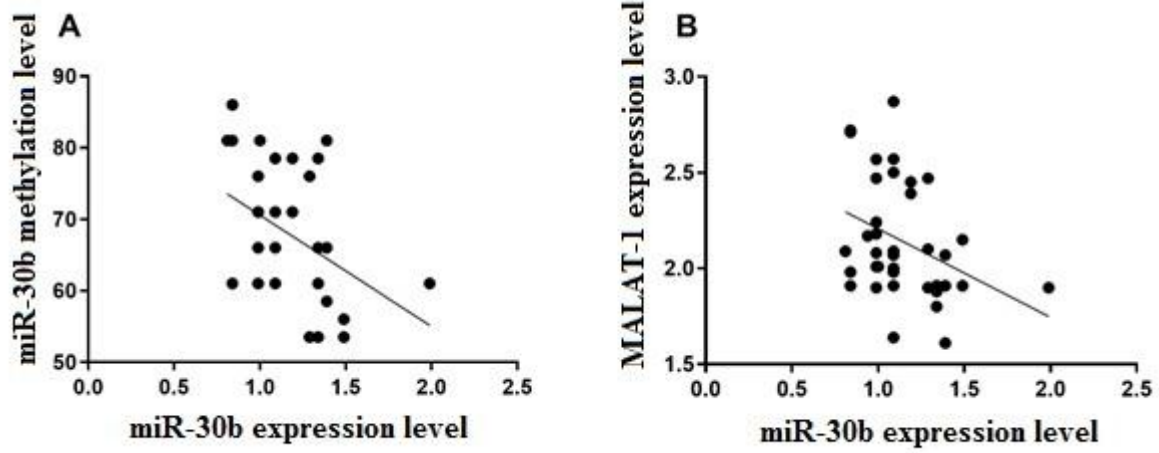 A
miR-30b methylation level
90
80
70
60
50
0.0 0.5 1.0 1.5 2.0 2.5
miR-30b expression level
B
MALAT-1 expression level
3.0
2.5
2.0
1.5
0.0 0.5 1.0 1.5 2.0 2.5
miR-30b expression level